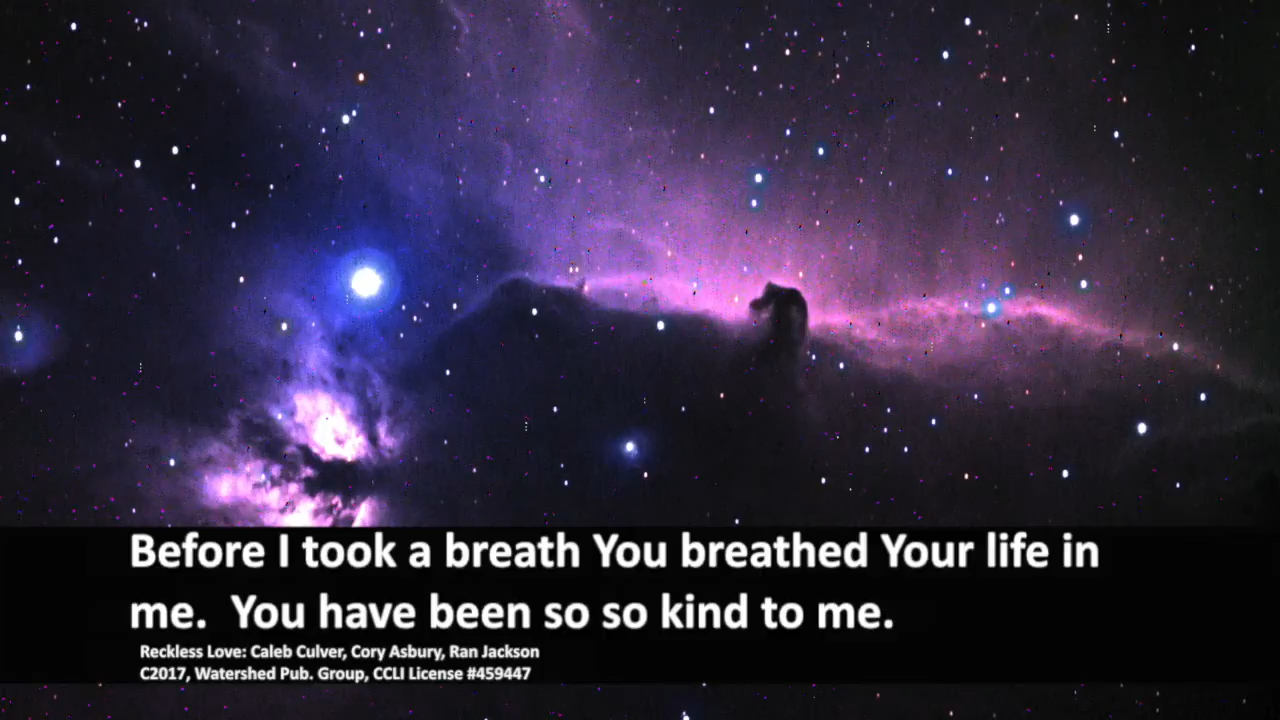 Before I took a breath You breathed Your life in
me.  You have been so so kind to me.
Reckless Love: Caleb Culver, Cory Asbury, Ran Jackson
C2017, Watershed Pub. Group, CCLI License #459447